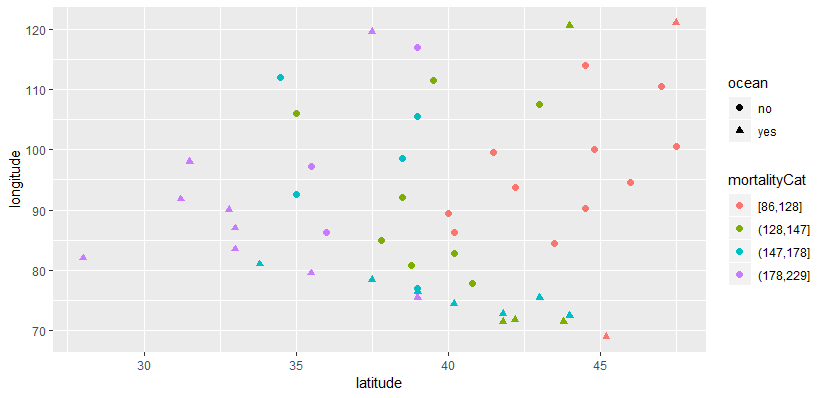 120
110
100
90
80
70
longitude
30
35
40
45
latitude
ocean
no
yes
mortalityCat
[86,128]
(128,147]
(147,178]
(178,229]